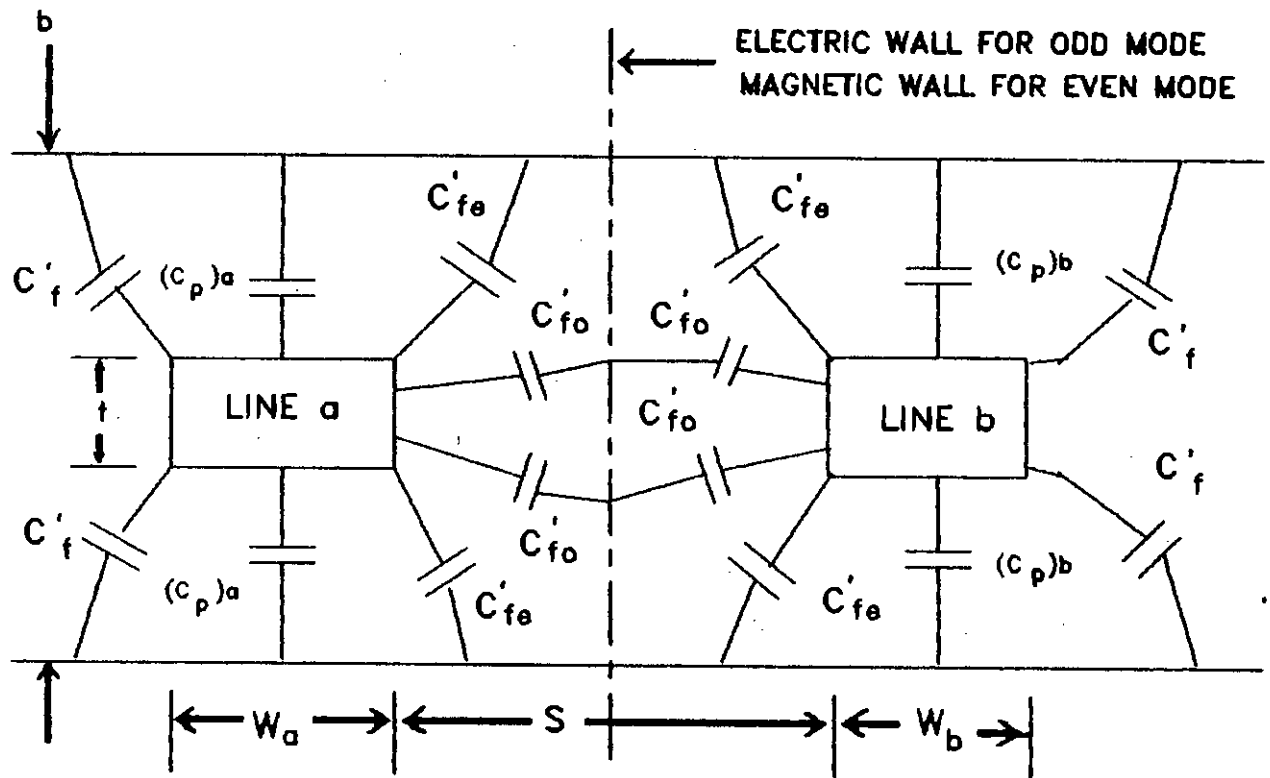 b
ELECTRIC WALL FOR ODD MODE
MAGNETIC WALL FOR EVEN MODE
C'fe
C'fe
C'f
(Cp)a
(Cp)b
C'fo
C'fo
C'f
t
LINE a
C'fo
LINE b
C'f
C'f
C'fo
(Cp)a
(Cp)b
C'fe
C'fe
Wa
S
Wb